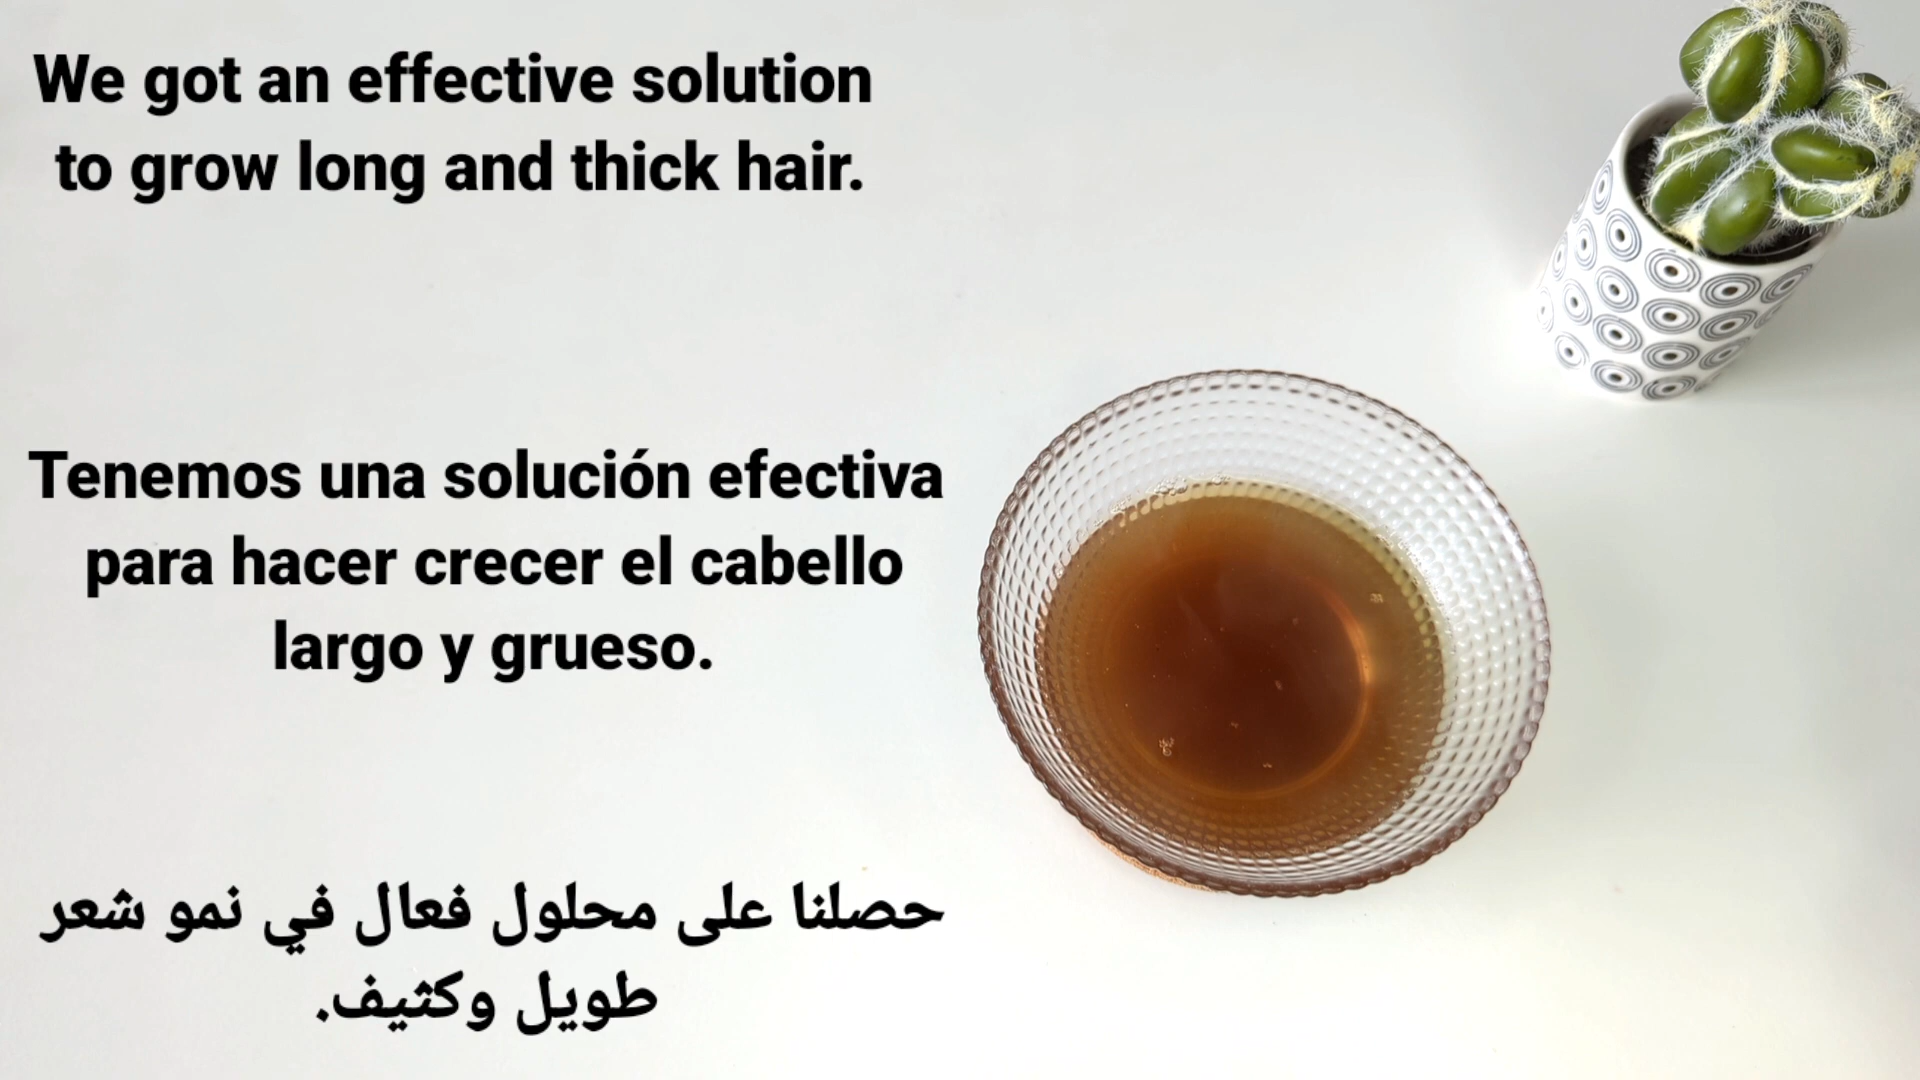 We got an effective solution
to grow long and thick hair.
Tenemos una solución efectiva
para hacer crecer el cabello
largo y grueso.
حصلنا على محلول فعال في نمو شعر
طويل وكثيف.